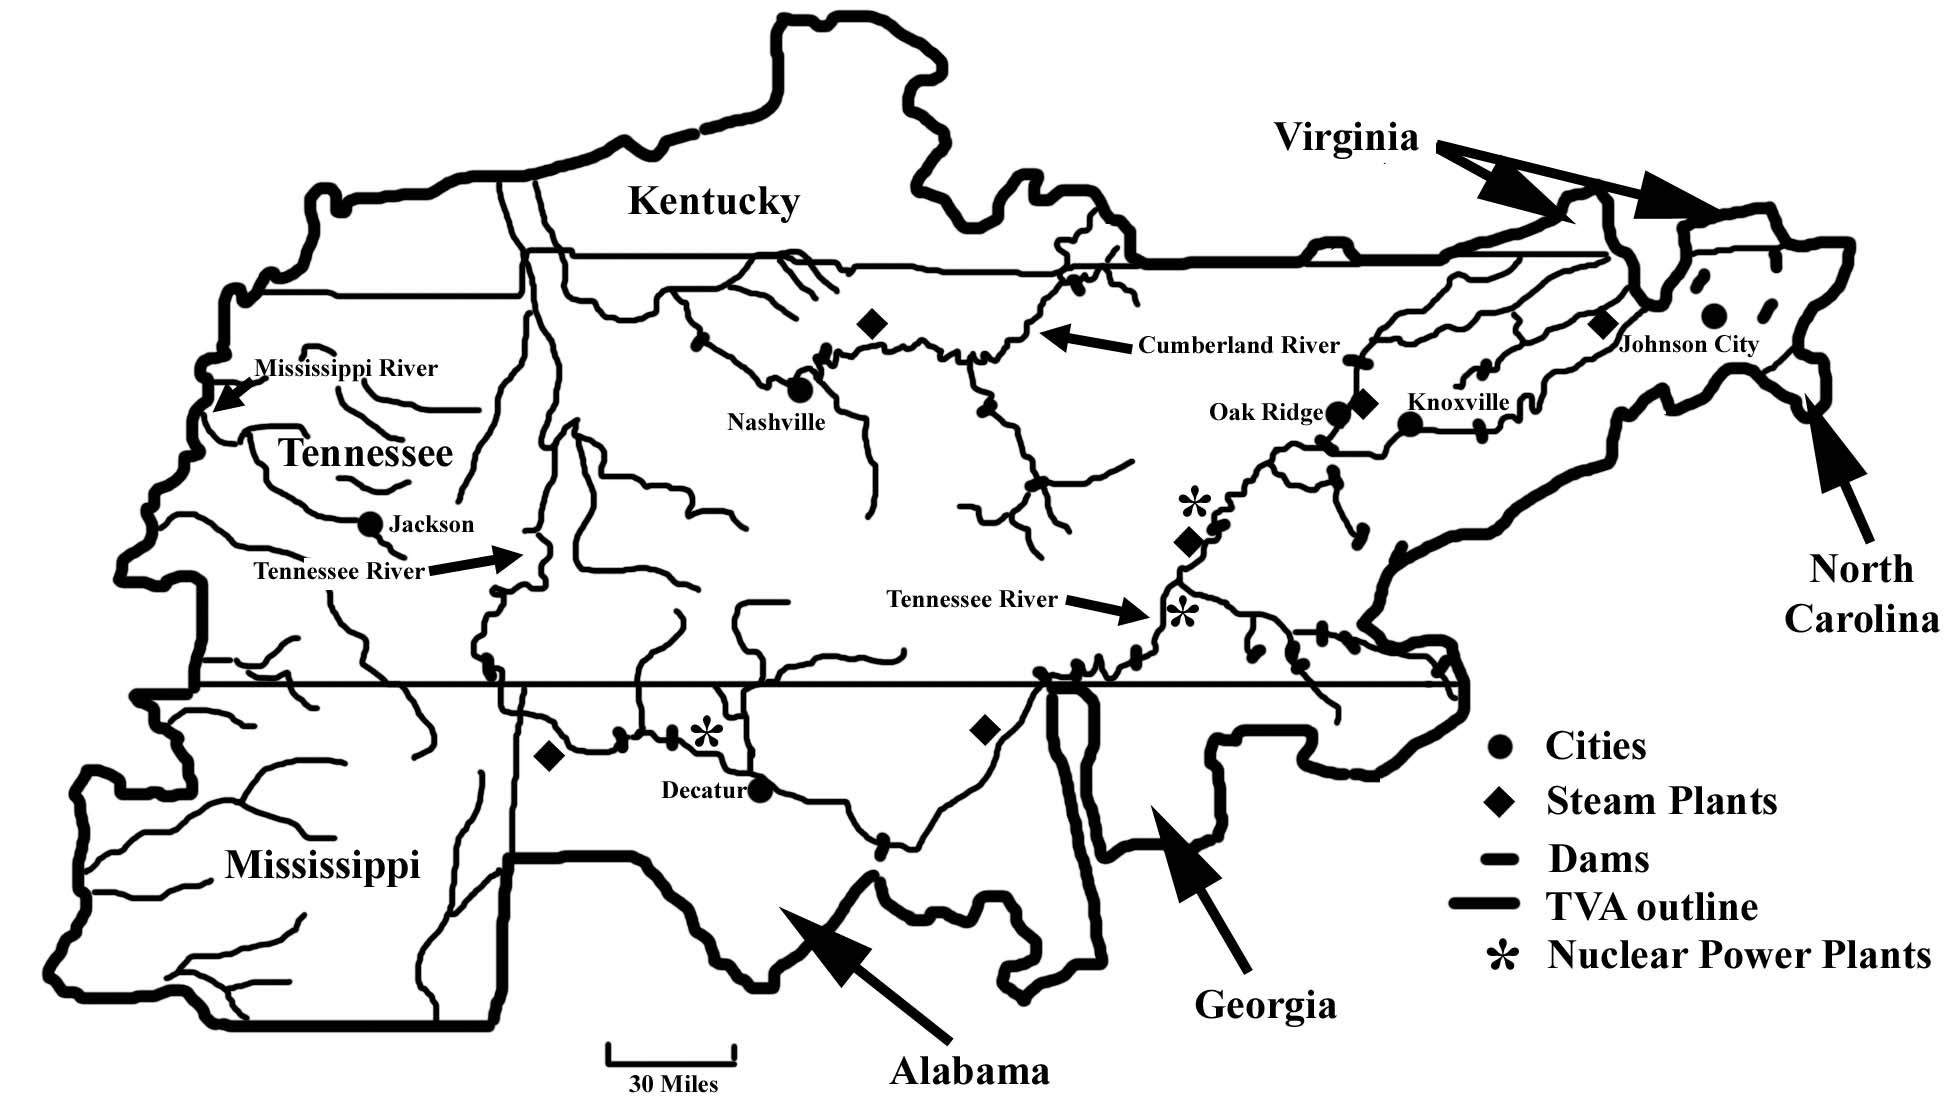 Virginia
Kentucky
Cumberland River
Johnson City
Mississippi River
Nashville
Oak Ridge
Knoxville
Tennessee
Jackson
Tennessee River
Tennessee River
North
Carolina
Decatur
Mississippi
Cities
Steam Plants
Dams
TVA outline
Nuclear Power Plants
Georgia
Alabama
30 Miles